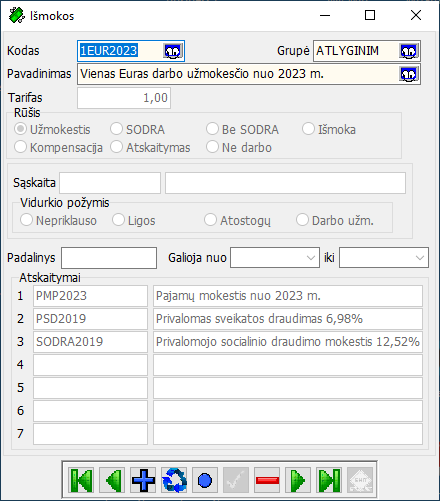 Išmokos
Kodas 1EUR2023 Grupė ATLYGINIM
Pavadinimas Vienas Euras darbo užmokesčio nuo 2023 m.
Tarifas 1,00
Rūšis
Užmokestis SODRA Be SODRA Išmoka
Kompensacija Atskaitymas Ne darbo
Sąskaita
Vidurkio požymis
Nepriklauso Ligos Atostogų Darbo užm.
Padalinys Galioja nuo iki
Atskaitymai
1 PMP2023 Pajamų mokestis nuo 2023 m.
2 PSD2019 Privalomas sveikatos draudimas 6,98%
3 SODRA2019 Privalomojo socialinio draudimo mokestis 12,52%
4
5
6
7